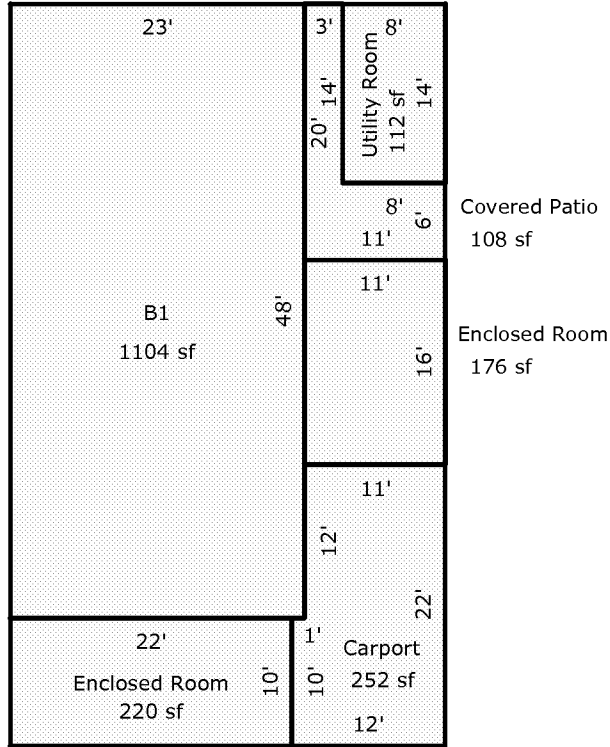 23'
3'
8'
14'
20'
Utility Room
112 sf
14'
8'
6'
11'
Covered Patio
108 sf
11'
48'
B1
1104 sf
16'
Enclosed Room
176 sf
11'
12'
22'
22'
Enclosed Room
220 sf
10'
1'
10'
Carport
252 sf
12'